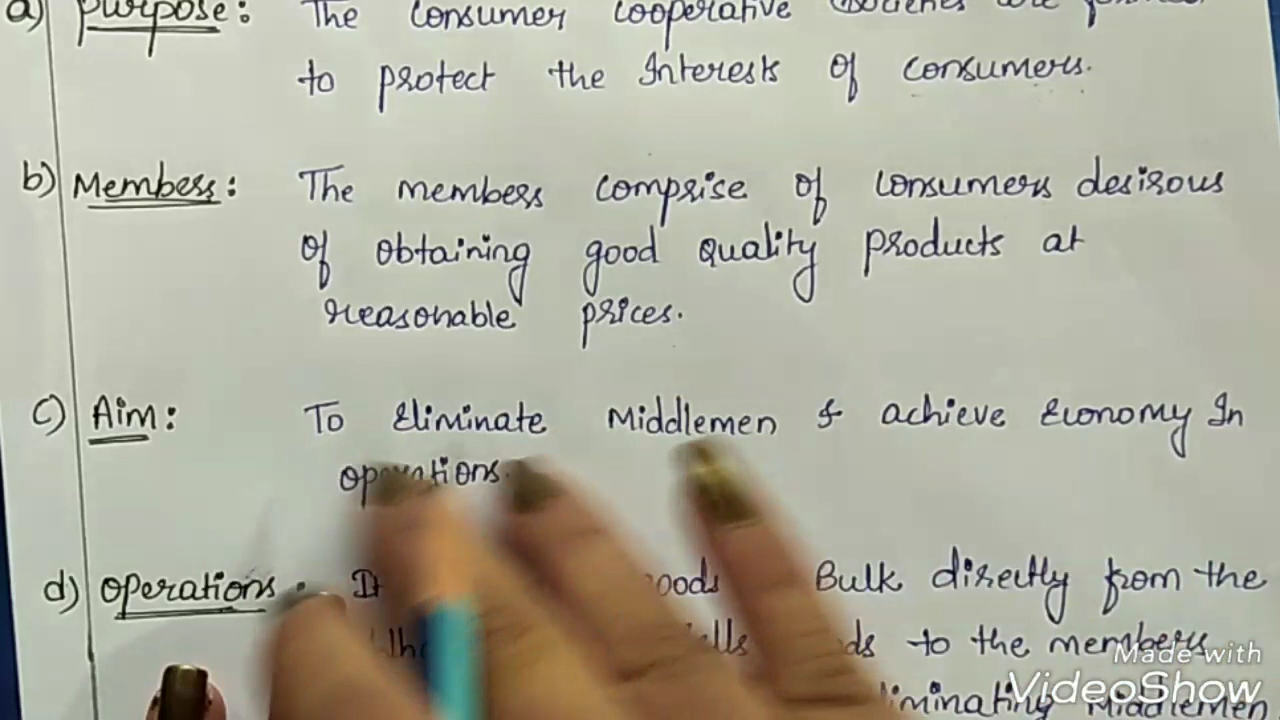 a) Purpose: The Consumer Cooperative
to protect the Interests of consumers.
b) Members: The members comprise of consumers desirous
of obtaining good quality products at
reasonable prices.
c) Aim: To Eliminate Middlemen & achieve Economy In
operations.
d) Operations: It Bulk directly from the
to the members
Middlemen
Made with
VideoShow